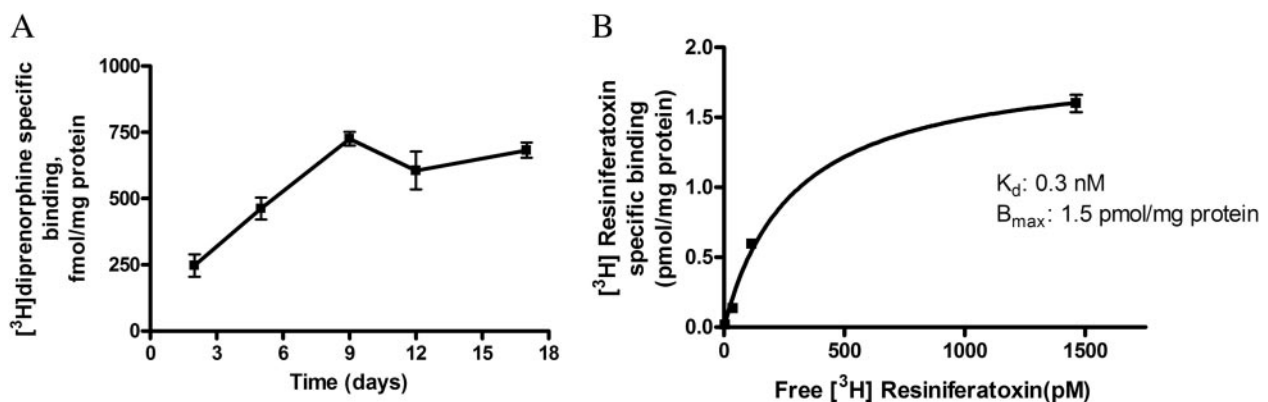 A
[³H]diprenorphine specific
binding,
fmol/mg protein
1000
750
500
250
0
0 3 6 9 12 15 18
Time (days)
B
[³H] Resiniferatoxin
specific binding
(pmol/mg protein)
2.0
1.5
1.0
0.5
0.0
0 500 1000 1500
Free [³H] Resiniferatoxin(pM)
K_d: 0.3 nM
B_max: 1.5 pmol/mg protein